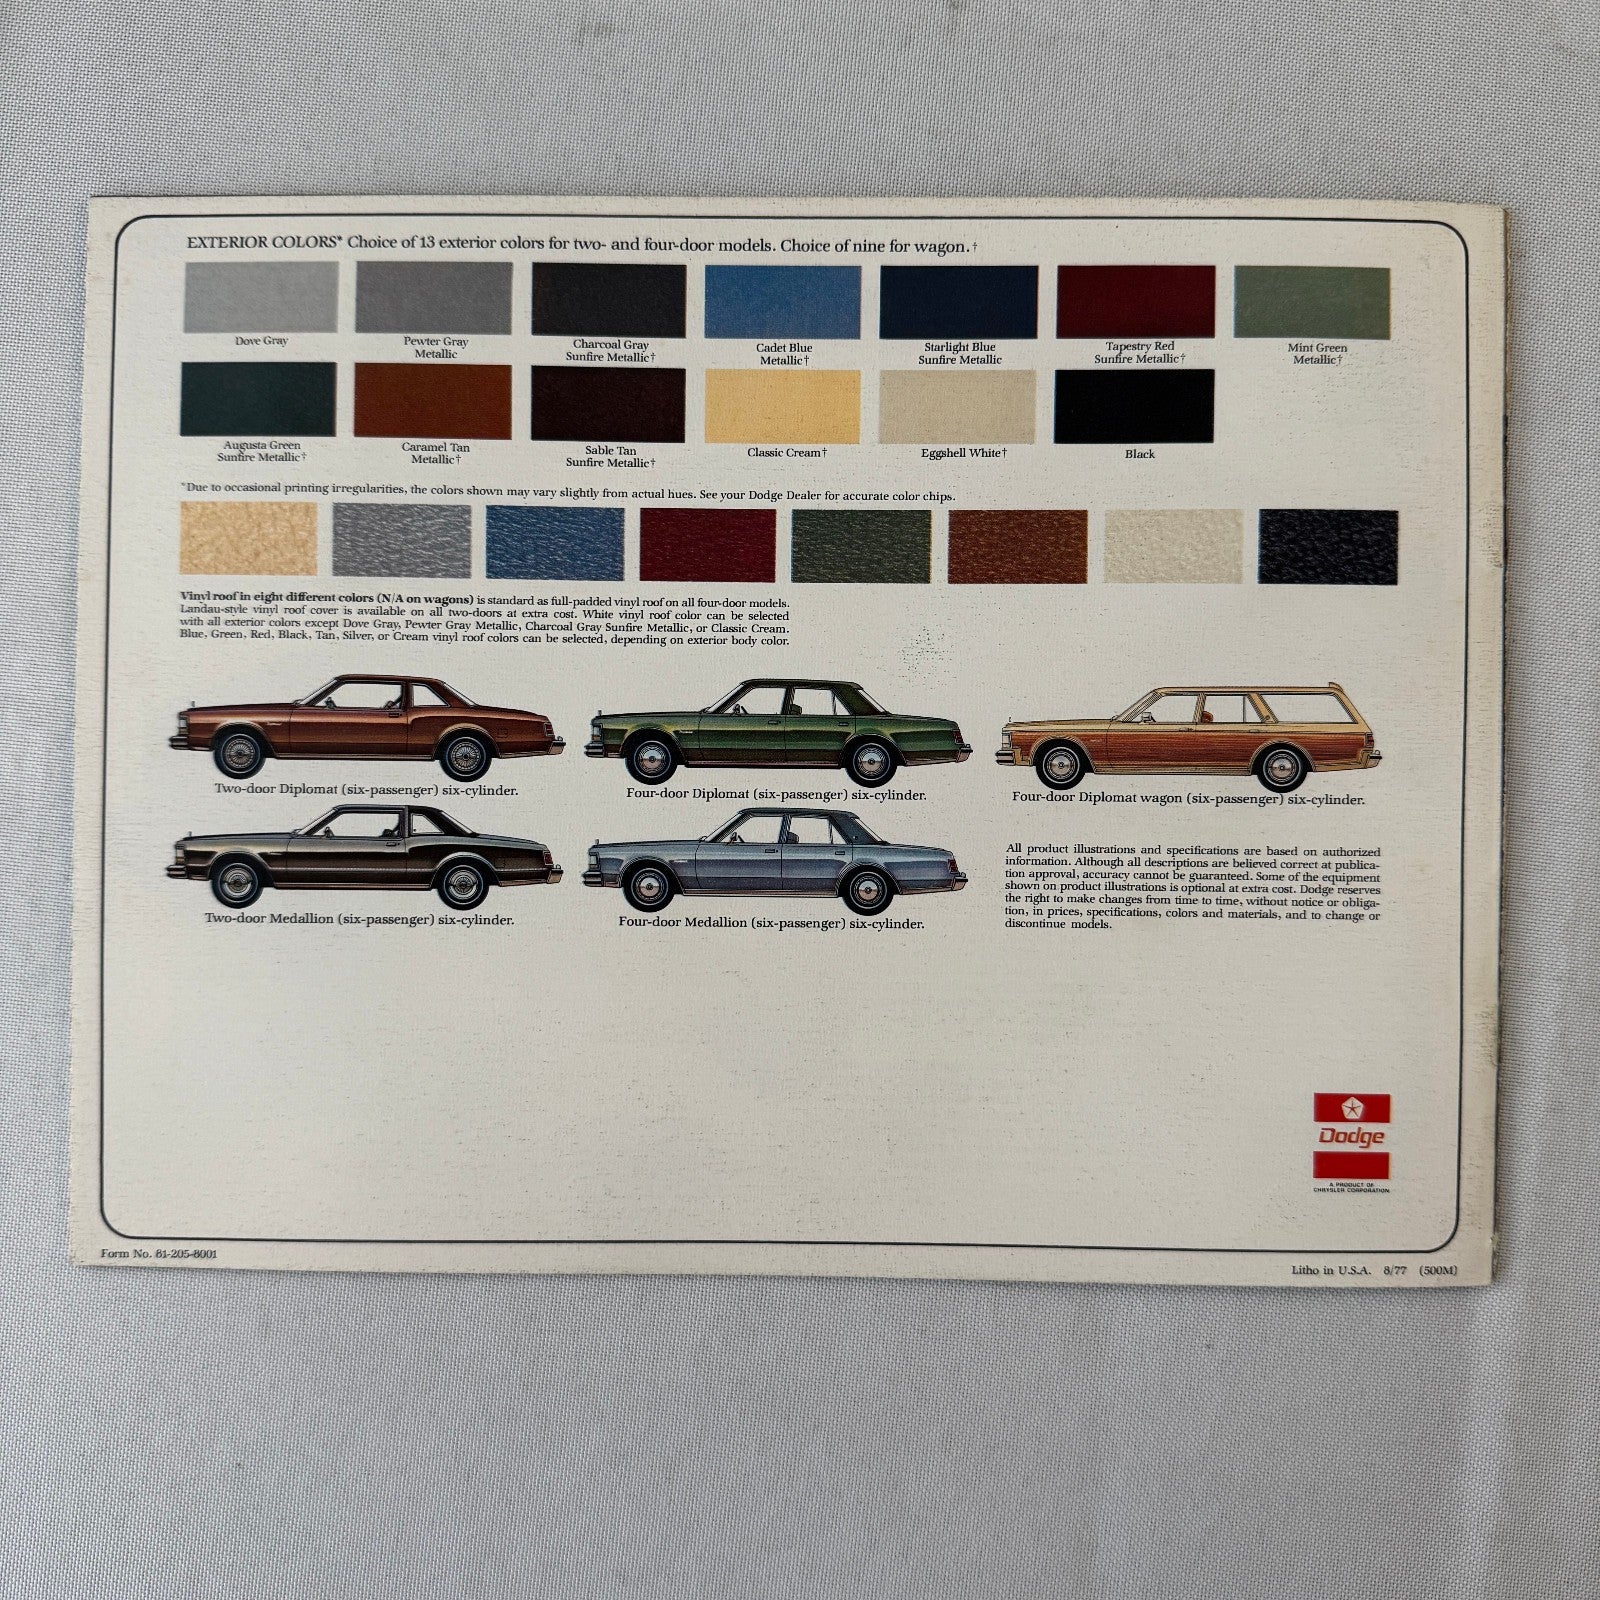 EXTERIOR COLORS* Choice of 13 exterior colors for two- and four-door models. Choice of nine for wagon.†
Dove Gray
Pewter Gray
Metallic
Charcoal Gray
Sunfire Metallic†
Cadet Blue
Metallic†
Starlight Blue
Sunfire Metallic
Tapestry Red
Sunfire Metallic†
Mint Green
Metallic†
Augusta Green
Sunfire Metallic†
Caramel Tan
Metallic†
Sable Tan
Sunfire Metallic†
Classic Cream†
Eggshell White†
Black
*Due to occasional printing irregularities, the colors shown may vary slightly from actual hues. See your Dodge Dealer for accurate color chips.
Vinyl roof in eight different colors (N/A on wagons) is standard as full-padded vinyl roof on all four-door models.
Landau-style vinyl roof cover is available on all two-doors at extra cost. White vinyl roof color can be selected
with all exterior colors except Dove Gray, Pewter Gray Metallic, Charcoal Gray Sunfire Metallic, or Classic Cream.
Blue, Green, Red, Black, Tan, Silver, or Cream vinyl roof colors can be selected, depending on exterior body color.
Two-door Diplomat (six-passenger) six-cylinder.
Four-door Diplomat (six-passenger) six-cylinder.
Four-door Diplomat wagon (six-passenger) six-cylinder.
Two-door Medallion (six-passenger) six-cylinder.
Four-door Medallion (six-passenger) six-cylinder.
All product illustrations and specifications are based on authorized
information. Although all descriptions are believed correct at publica-
tion approval, accuracy cannot be guaranteed. Some of the equipment
shown on product illustrations is optional at extra cost. Dodge reserves
the right to make changes from time to time, without notice or obliga-
tion, in prices, specifications, colors and materials, and to change or
discontinue models.
Dodge
A PRODUCT OF
CHRYSLER CORPORATION
Form No. 81-205-8001
Litho in U.S.A. 8/77 (500M)